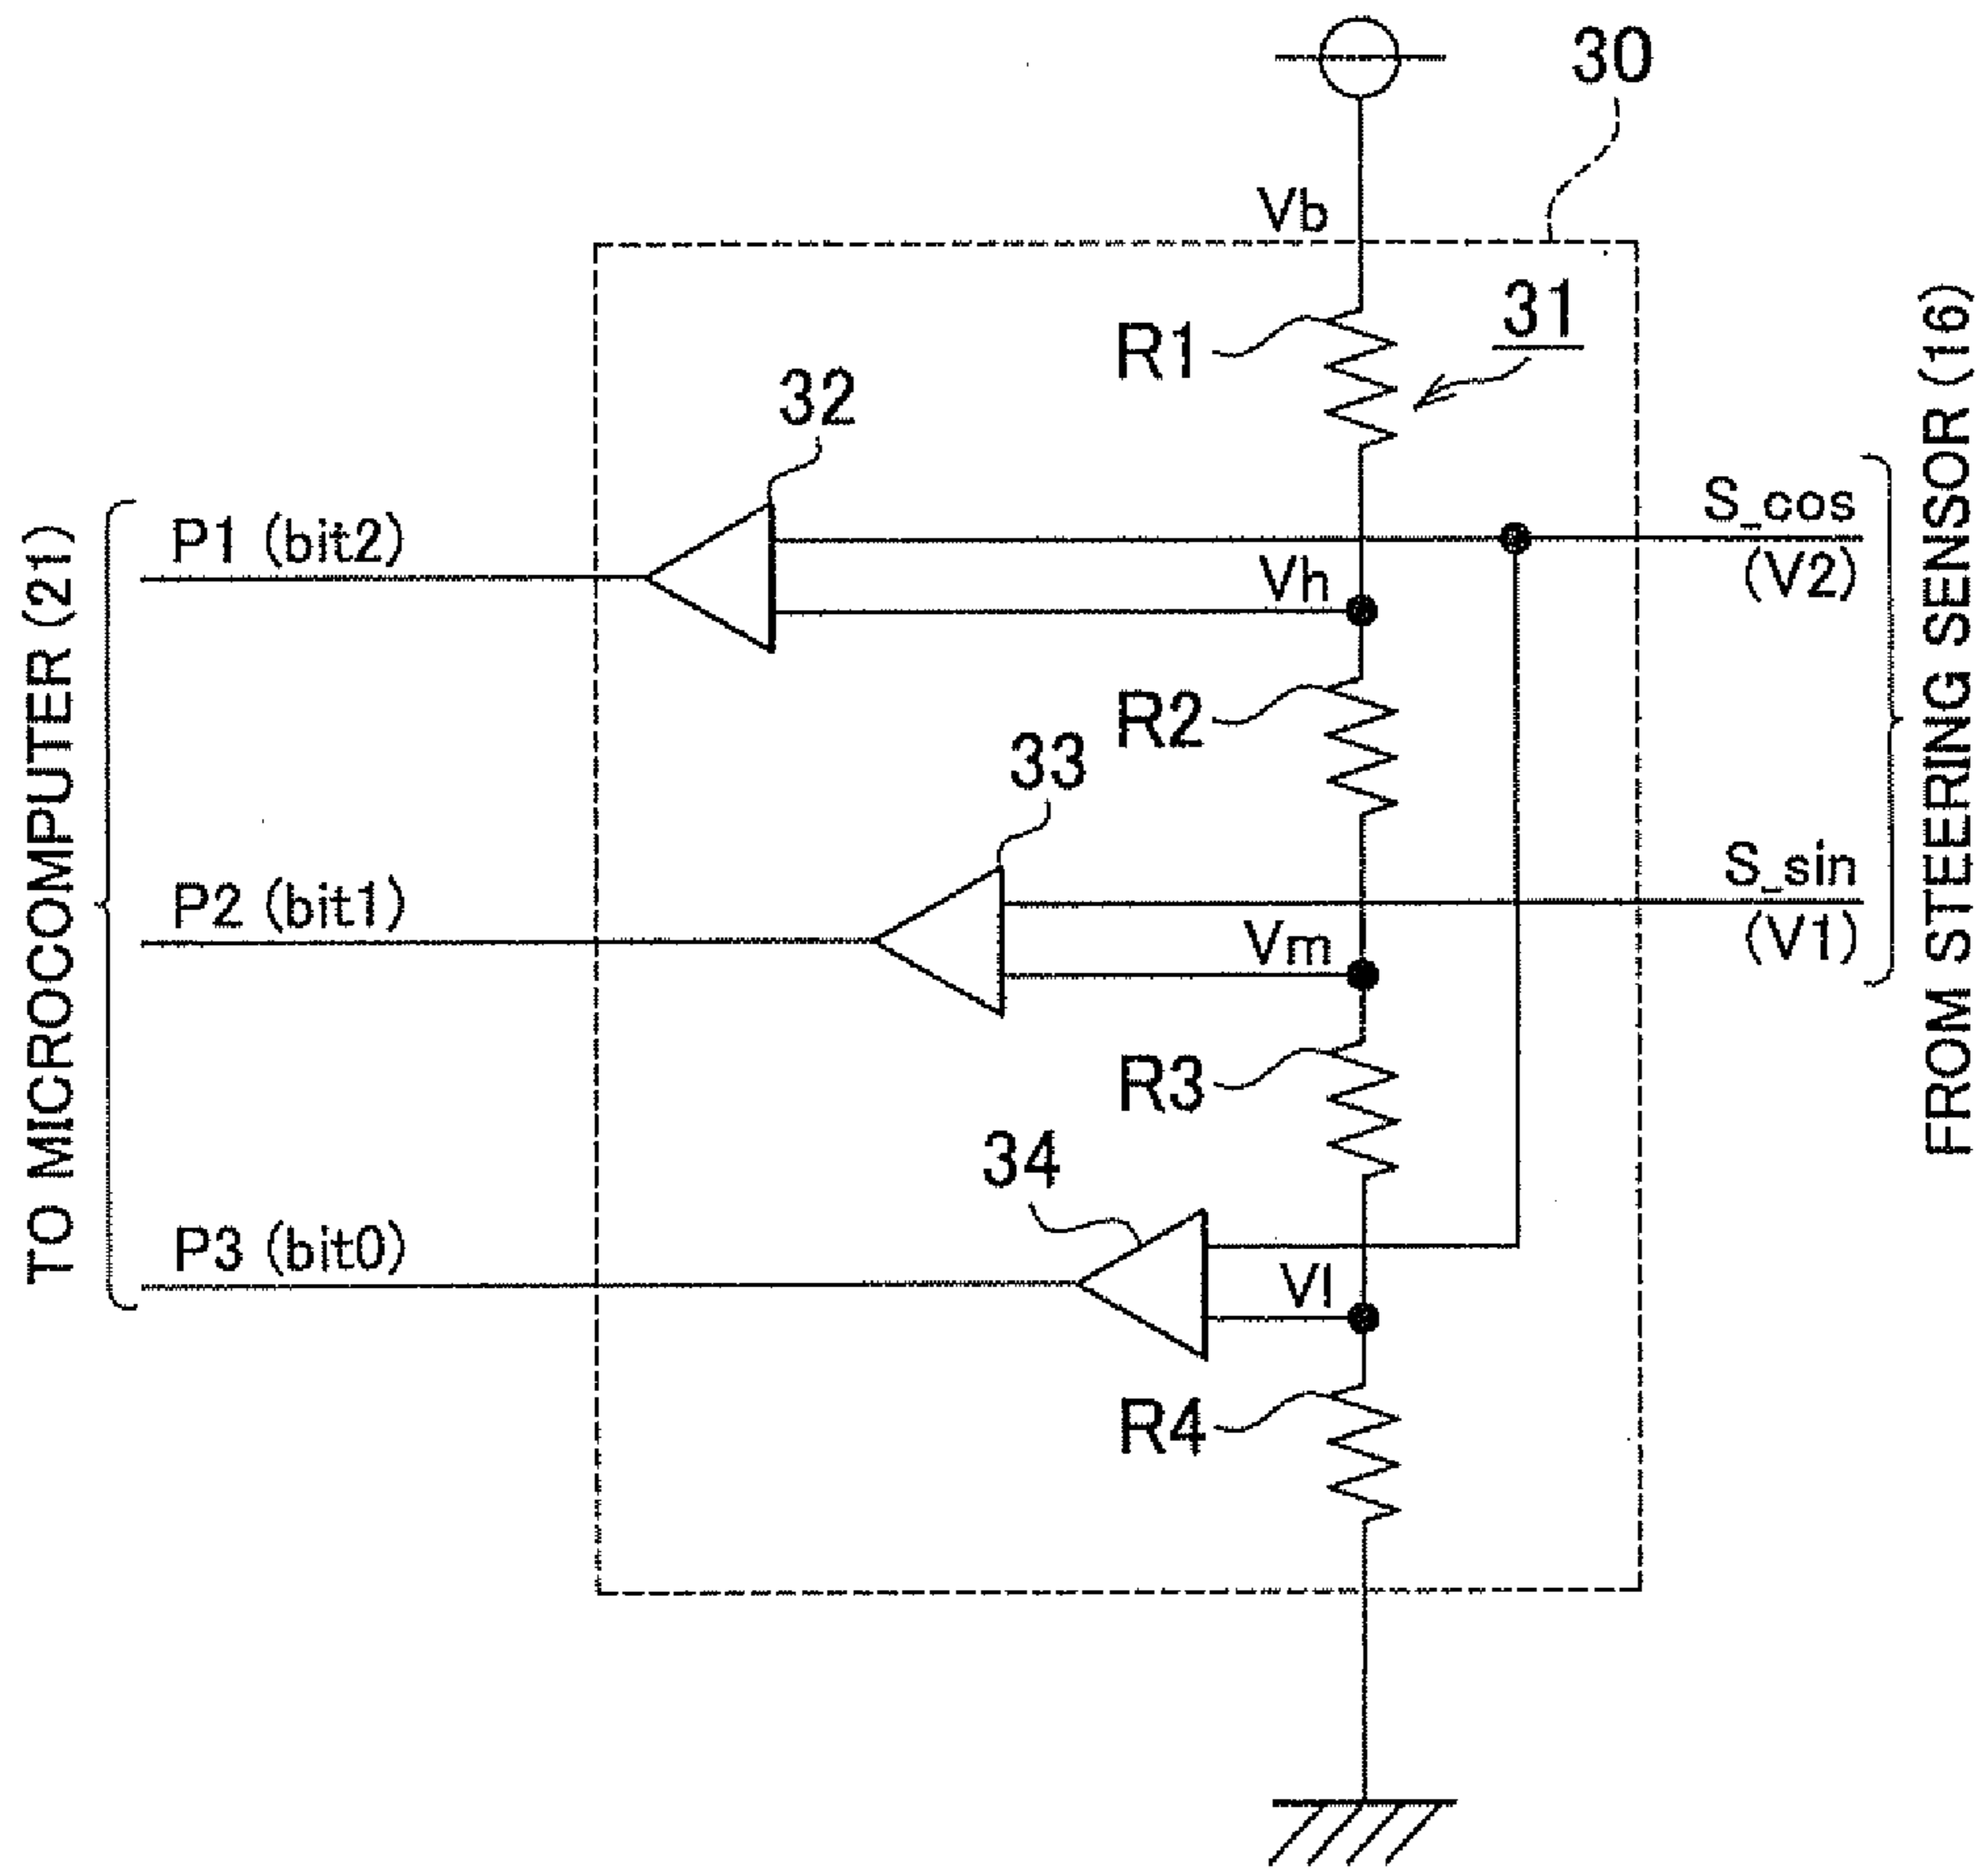 30
Vb
R1
31
32
S_cos
P1 (bit2)
Vh
(V2)
R2
33
S_sin
P2 (bit1)
Vm
(V1)
R3
34
P3 (bit0)
Vl
R4
TO MICROCOMPUTER (21)
FROM STEERING SENSOR (16)